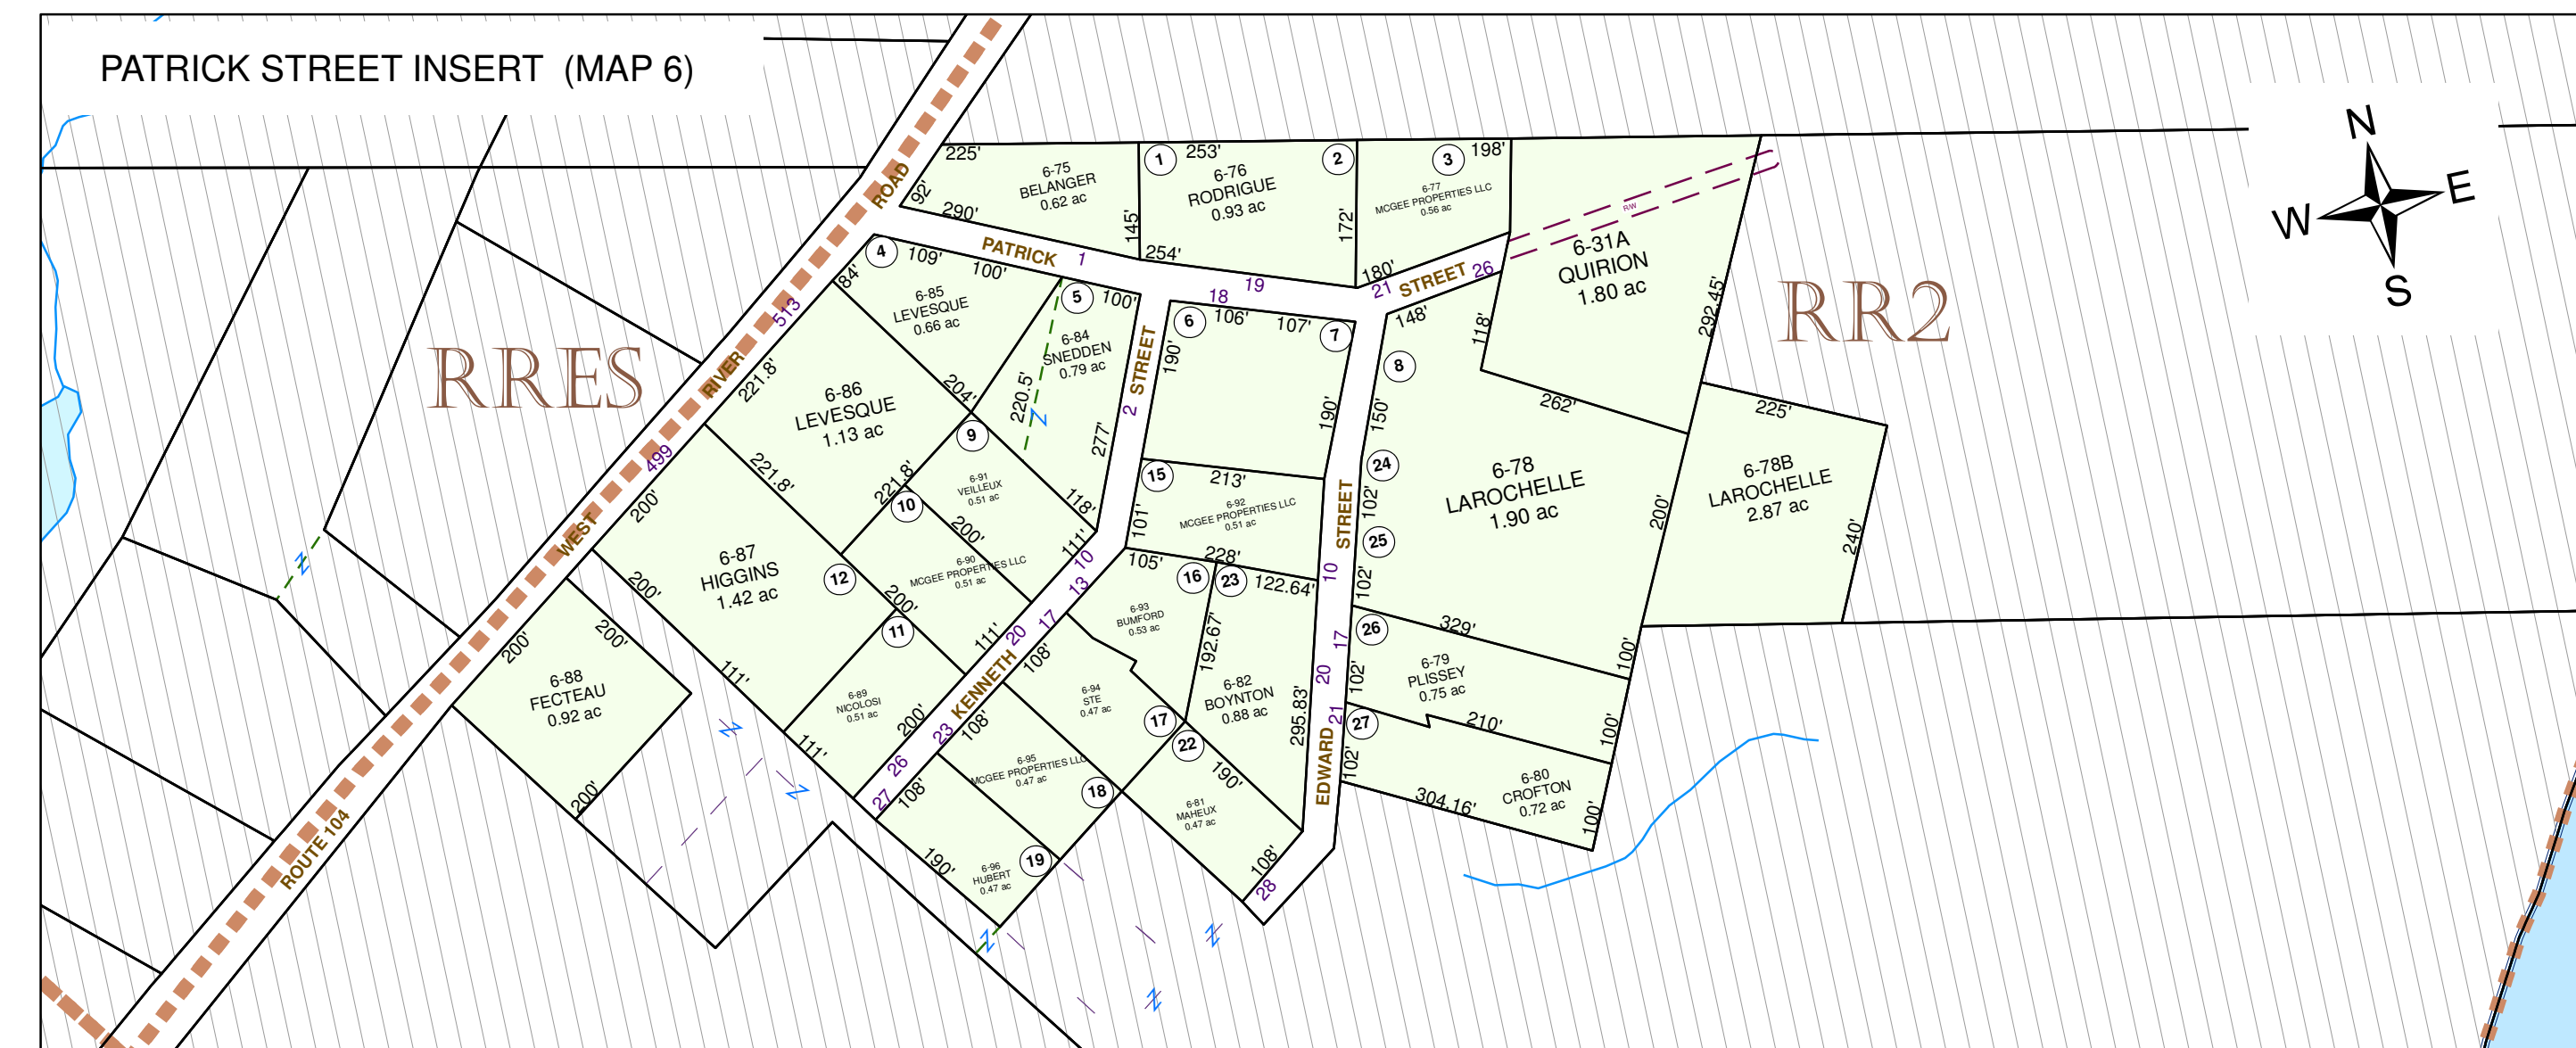 PATRICK STREET INSERT (MAP 6)
N
E
W
S
RRES
RR2
ROAD
RIVER
WEST
ROUTE 104
513
499
225'
92'
290'
6-75
BELANGER
0.62 ac
145'
1
253'
2
6-76
RODRIGUE
0.93 ac
172'
254'
3
198'
6-77
MCGEE PROPERTIES LLC
0.56 ac
180'
PATRICK
1
18
19
21
STREET
26
R/W
6-31A
QUIRION
1.80 ac
292.45'
118'
262'
4
109'
100'
84'
6-85
LEVESQUE
0.66 ac
204'
5
100'
6-84
SNEDDEN
0.79 ac
220.5'
Z
277'
118'
STREET
2
190'
6
106'
107'
7
190'
148'
8
150'
24
102'
25
102'
6-78
LAROCHELLE
1.90 ac
200'
329'
100'
225'
6-78B
LAROCHELLE
2.87 ac
240'
221.8'
6-86
LEVESQUE
1.13 ac
221.8'
221.8'
9
6-91
VEILLEUX
0.51 ac
111'
10
200'
6-90
MCGEE PROPERTIES LLC
0.51 ac
111'
15
213'
6-92
MCGEE PROPERTIES LLC
0.51 ac
101'
228'
STREET
10
200'
200'
6-87
HIGGINS
1.42 ac
12
200'
111'
11
6-89
NICOLOSI
0.51 ac
200'
111'
10
13
17
20
KENNETH
23
26
27
200'
200'
6-88
FECTEAU
0.92 ac
200'
105'
16
6-93
BUMFORD
0.53 ac
108'
23
122.64'
192.67'
6-82
BOYNTON
0.88 ac
295.83'
6-94
STE
0.47 ac
17
108'
22
190'
6-95
MCGEE PROPERTIES LLC
0.47 ac
18
108'
6-81
MAHEUX
0.47 ac
108'
190'
6-96
HUBERT
0.47 ac
19
17
20
21
EDWARD
28
26
102'
6-79
PLISSEY
0.75 ac
100'
27
210'
102'
6-80
CROFTON
0.72 ac
304.16'
100'
Z
Z
Z
Z
Z
Z